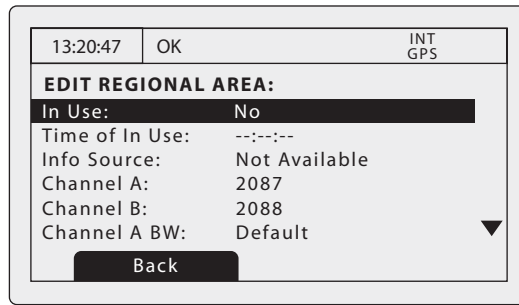 13:20:47 OK INT GPS
EDIT REGIONAL AREA:
In Use: No
Time of In Use: --:--:--
Info Source: Not Available
Channel A: 2087
Channel B: 2088
Channel A BW: Default
Back